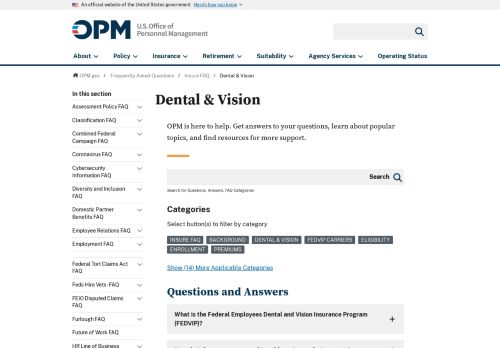 An official website of the United States government Here's how you know
OPM U.S. Office of
Personnel Management
About Policy Insurance Retirement Suitability Agency Services Operating Status
OPM.gov / Frequently Asked Questions / Insure FAQ / Dental & Vision
In this section
Assessment Policy FAQ
Classification FAQ
Combined Federal
Campaign FAQ
Coronavirus FAQ
Cybersecurity
Information FAQ
Diversity and Inclusion
FAQ
Domestic Partner
Benefits FAQ
Employee Relations FAQ
Employment FAQ
Federal Tort Claims Act
FAQ
Feds Hire Vets- FAQ
FEIO Disputed Claims
FAQ
Furlough FAQ
Future of Work FAQ
HR Line of Business
Dental & Vision
OPM is here to help. Get answers to your questions, learn about popular
topics, and find resources for more support.
Search
Search for Questions, Answers, FAQ Categories
Categories
Select button(s) to filter by category
INSURE FAQ BACKGROUND DENTAL & VISION FEDVIP CARRIERS ELIGIBILITY
ENROLLMENT PREMIUMS
Show (14) More Applicable Categories
Questions and Answers
What is the Federal Employees Dental and Vision Insurance Program
(FEDVIP)?